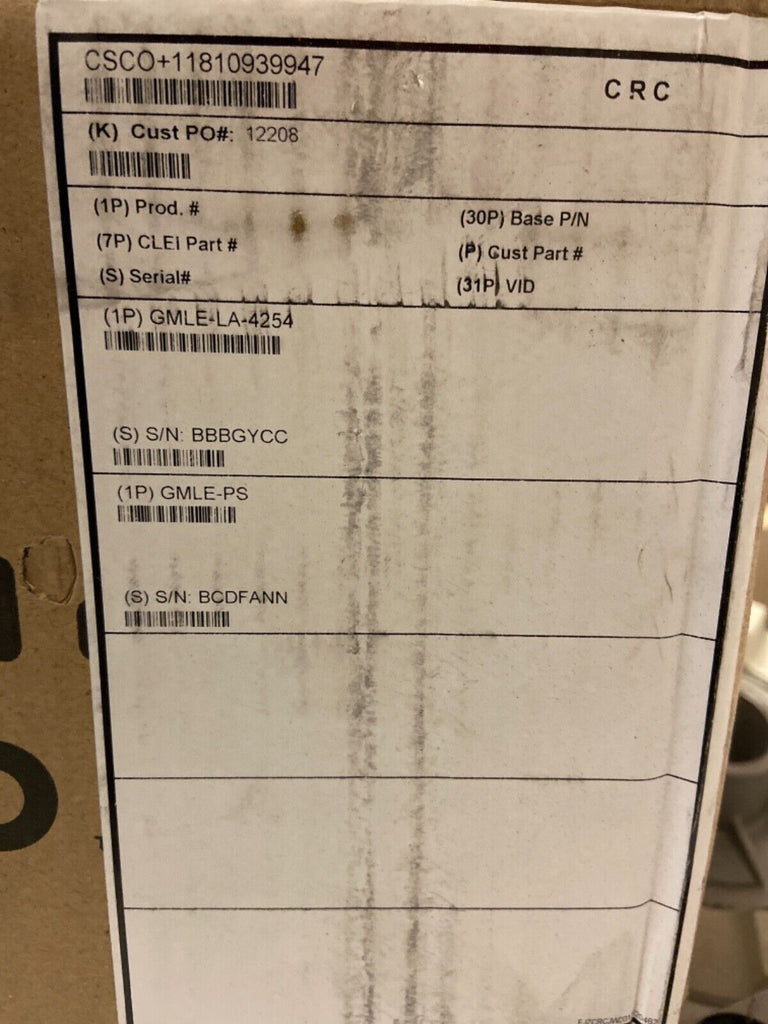 CSCO+11810939947
CRC
(K) Cust PO#: 12208
(1P) Prod. #
(30P) Base P/N
(7P) CLEI Part #
(P) Cust Part #
(S) Serial#
(31P) VID
(1P) GMLE-LA-4254
(S) S/N: BBBGYCC
(1P) GMLE-PS
(S) S/N: BCDFANN